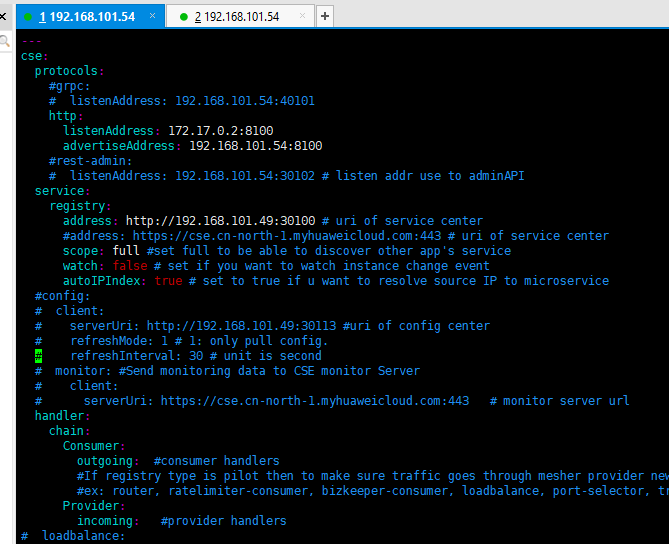 1 192.168.101.54 ×
2 192.168.101.54 × +
---
cse:
  protocols:
    #grpc:
    #  listenAddress: 192.168.101.54:40101
    http:
      listenAddress: 172.17.0.2:8100
      advertiseAddress: 192.168.101.54:8100
    #rest-admin:
    #  listenAddress: 192.168.101.54:30102 # listen addr use to adminAPI
  service:
    registry:
      address: http://192.168.101.49:30100 # uri of service center
      #address: https://cse.cn-north-1.myhuaweicloud.com:443 # uri of service center
      scope: full #set full to be able to discover other app's service
      watch: false # set if you want to watch instance change event
      autoIPIndex: true # set to true if u want to resolve source IP to microservice
  #config:
  #  client:
  #    serverUri: http://192.168.101.49:30113 #uri of config center
  #    refreshMode: 1 # 1: only pull config.
  #    refreshInterval: 30 # unit is second
  #  monitor: #Send monitoring data to CSE monitor Server
  #    client:
  #      serverUri: https://cse.cn-north-1.myhuaweicloud.com:443   # monitor server url
  handler:
    chain:
      Consumer:
        outgoing:  #consumer handlers
        #If registry type is pilot then to make sure traffic goes through mesher provider
        #ex: router, ratelimiter-consumer, bizkeeper-consumer, loadbalance, port-selector,
      Provider:
        incoming:   #provider handlers
#  loadbalance: